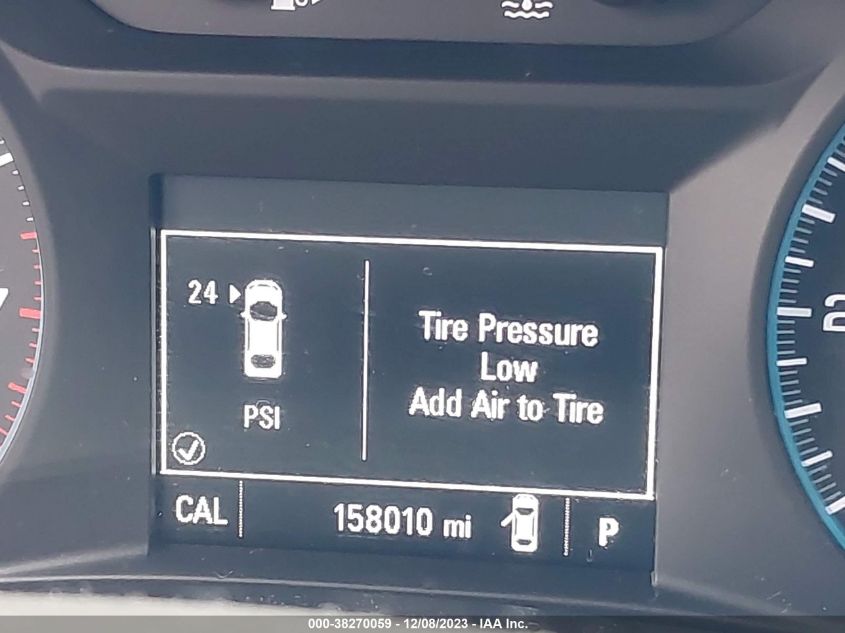 24
PSI
Tire Pressure
Low
Add Air to Tire
CAL
158010 mi
P
2
000-38270059 - 12/08/2023 - IAA Inc.